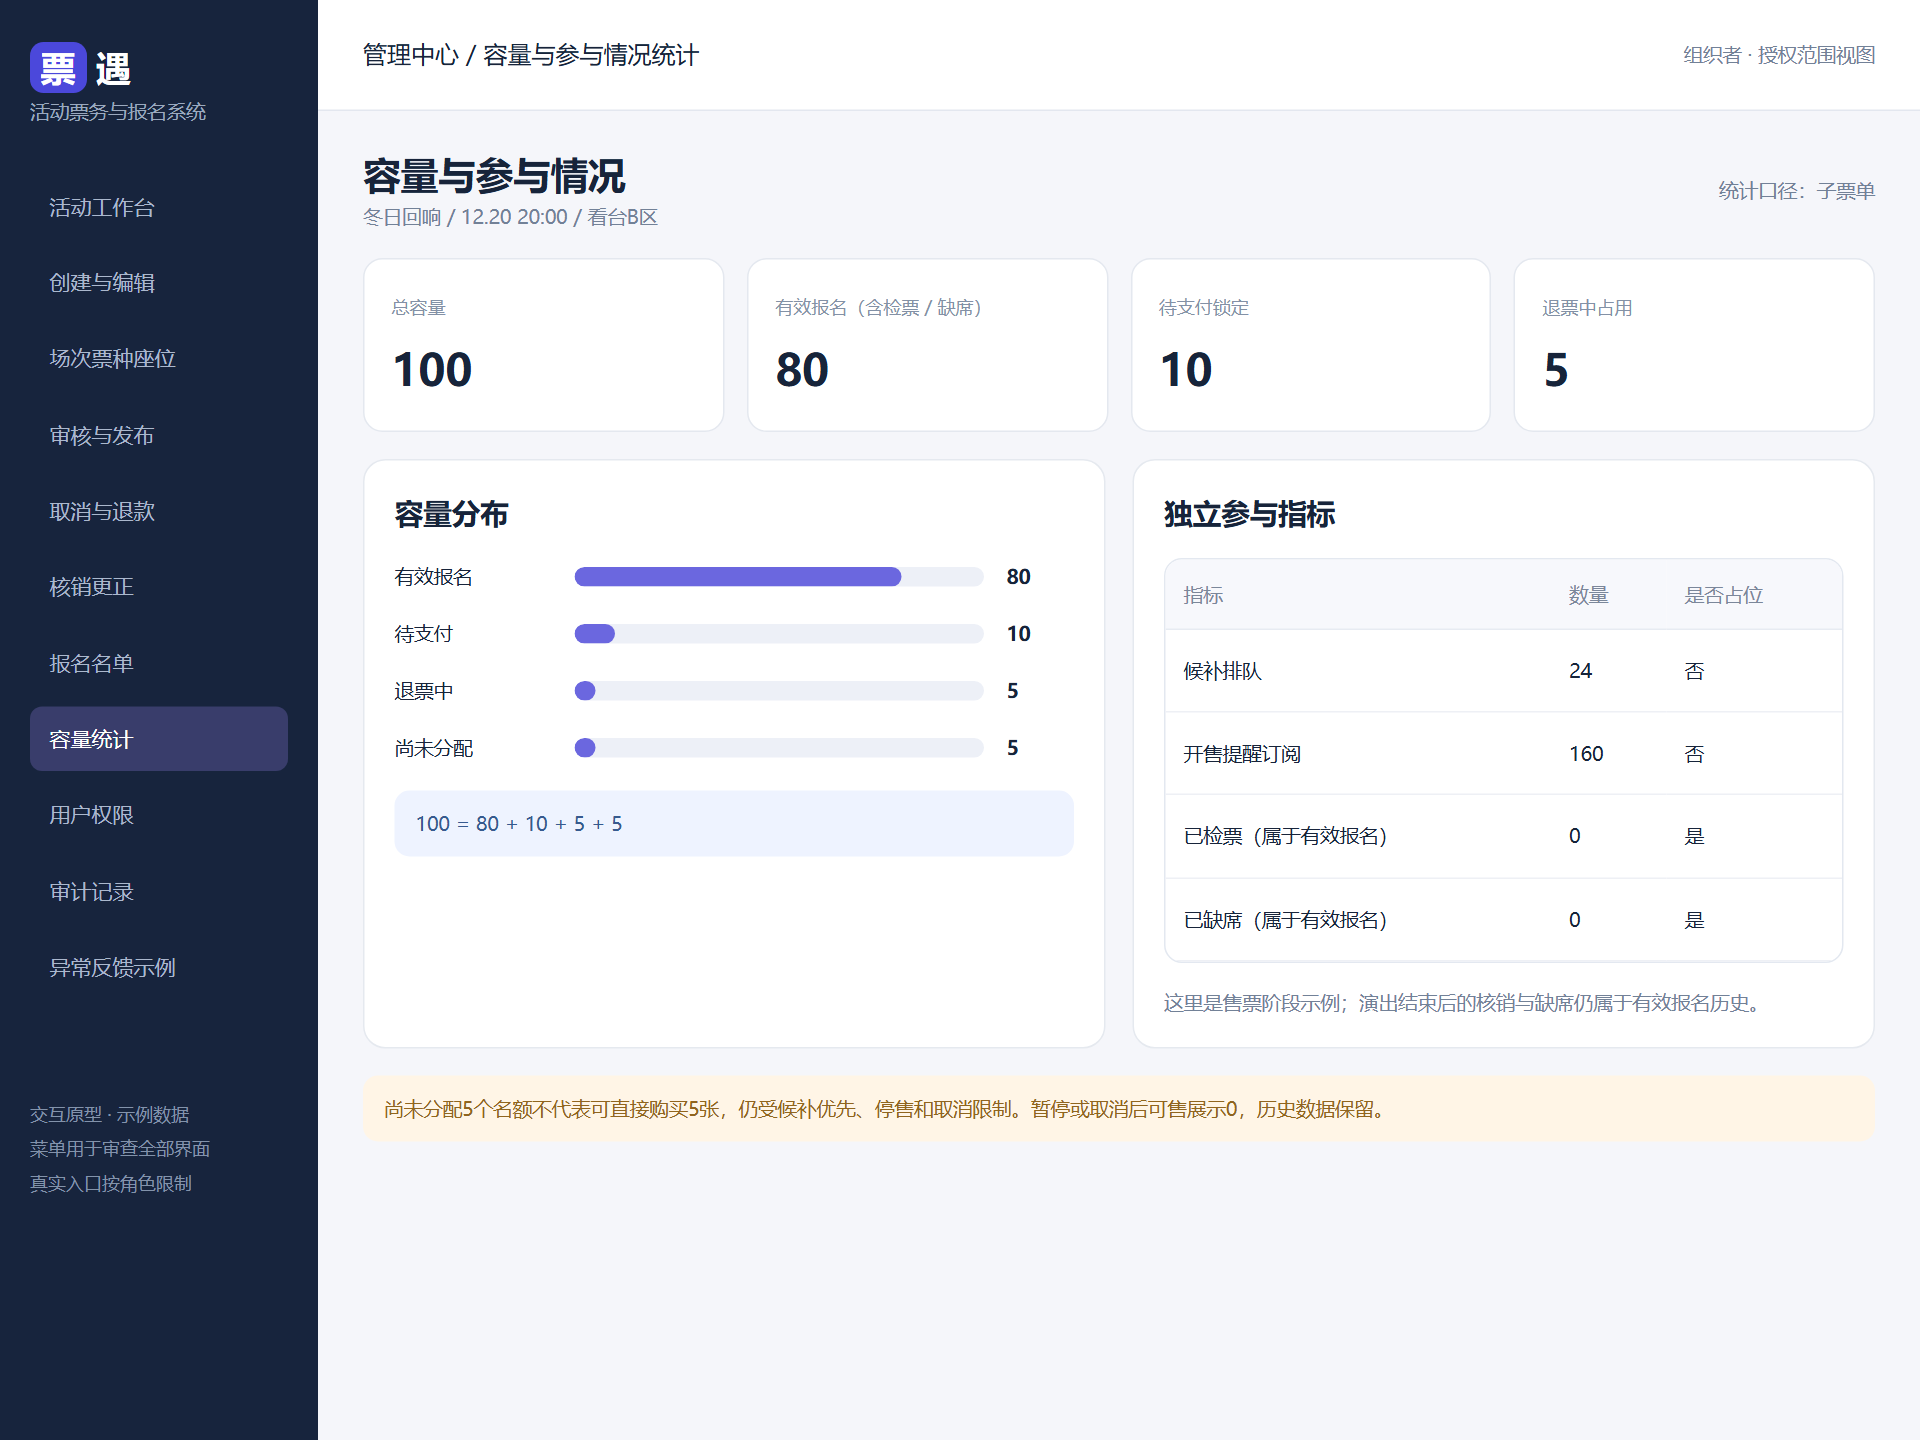 票 遇
活动票务与报名系统
活动工作台
创建与编辑
场次票种座位
审核与发布
取消与退款
核销更正
报名名单
容量统计
用户权限
审计记录
异常反馈示例
交互原型 · 示例数据
菜单用于审查全部界面
真实入口按角色限制
管理中心 / 容量与参与情况统计
组织者 · 授权范围视图
容量与参与情况
冬日回响 / 12.20 20:00 / 看台B区
统计口径：子票单
总容量
100
有效报名（含检票 / 缺席）
80
待支付锁定
10
退票中占用
5
容量分布
有效报名 80
待支付 10
退票中 5
尚未分配 5
100 = 80 + 10 + 5 + 5
独立参与指标
指标 数量 是否占位
候补排队 24 否
开售提醒订阅 160 否
已检票（属于有效报名） 0 是
已缺席（属于有效报名） 0 是
这里是售票阶段示例；演出结束后的核销与缺席仍属于有效报名历史。
尚未分配5个名额不代表可直接购买5张，仍受候补优先、停售和取消限制。暂停或取消后可售展示0，历史数据保留。